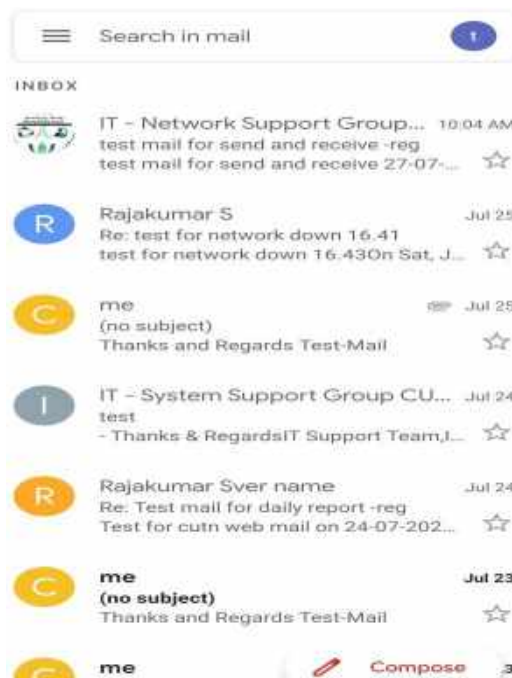 Search in mail
1
INBOX
IT - Network Support Group... 10:04 AM
test mail for send and receive -reg
test mail for send and receive 27-07-...
R
Rajakumar S Jul 25
Re: test for network down 16.41
test for network down 16.43On Sat, J...
C
me Jul 25
(no subject)
Thanks and Regards Test-Mail
I
IT - System Support Group CU... Jul 24
test
- Thanks & RegardsIT Support Team,I...
R
Rajakumar Sver name Jul 24
Re: Test mail for daily report -reg
Test for cutn web mail on 24-07-202...
C
me Jul 23
(no subject)
Thanks and Regards Test-Mail
C
me 3
Compose